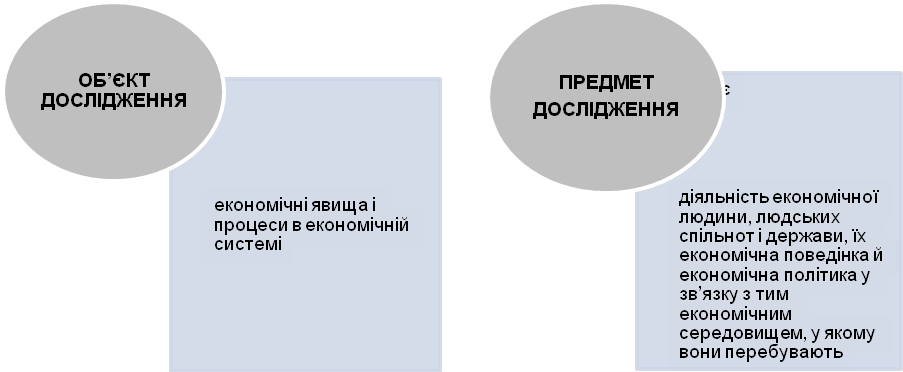 ОБ’ЄКТ
ДОСЛІДЖЕННЯ
економічні явища і
процеси в економічній
системі
ПРЕДМЕТ
ДОСЛІДЖЕННЯ
є
діяльність економічної
людини, людських
спільнот і держави, їх
економічна поведінка й
економічна політика у
зв’язку з тим
економічним
середовищем, у якому
вони перебувають